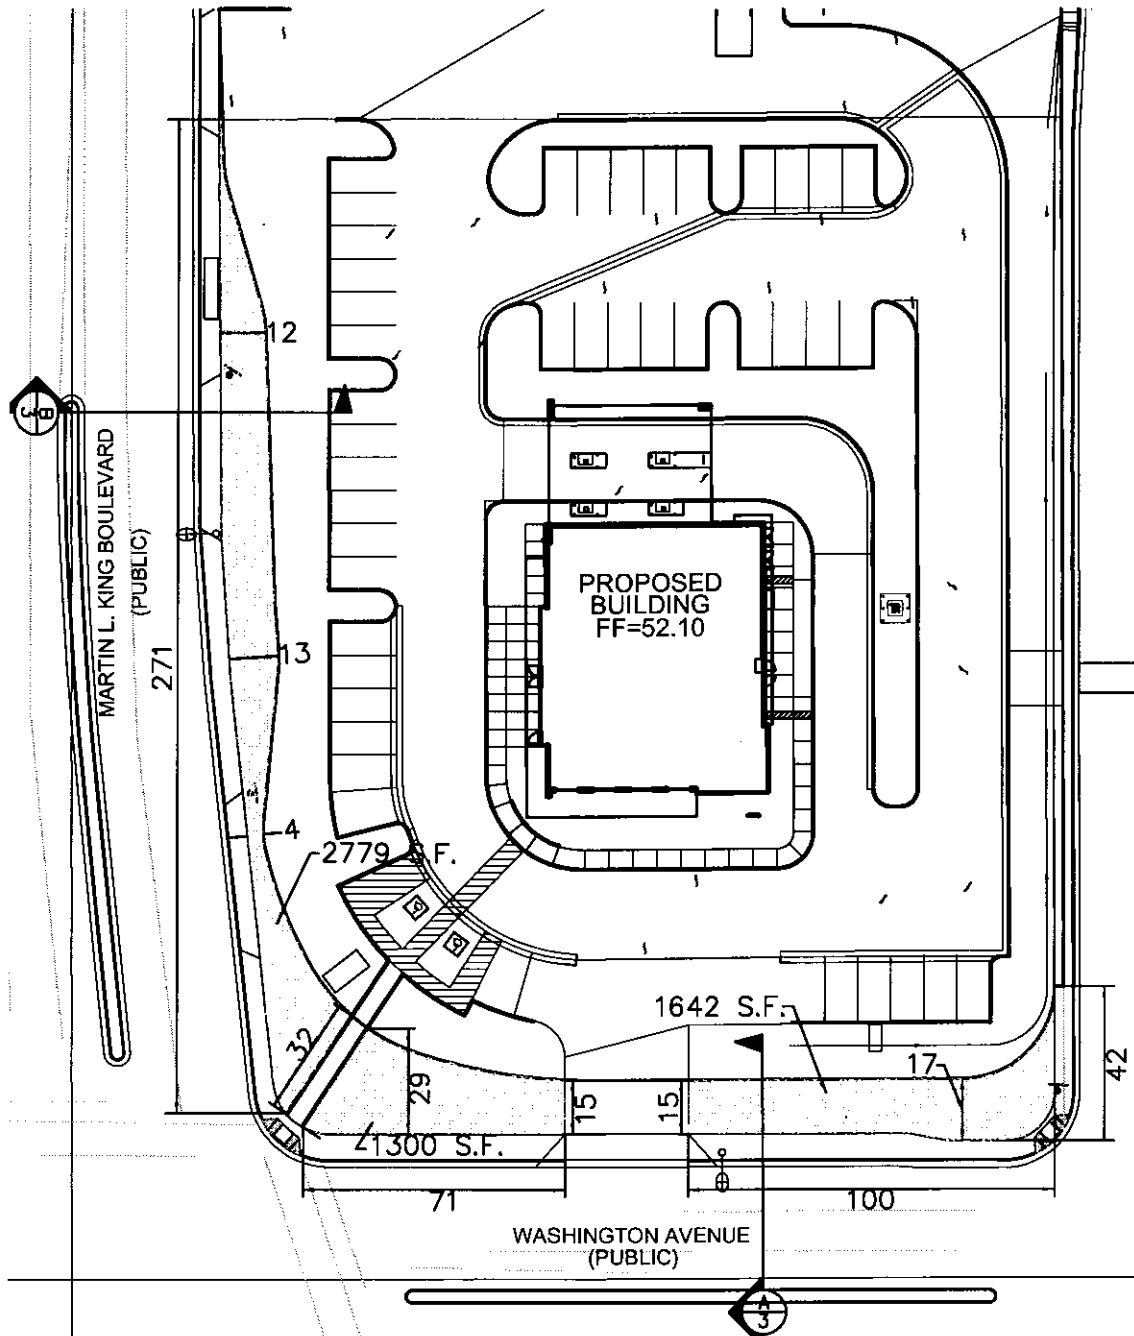 12
B
3
MARTIN L. KING BOULEVARD
(PUBLIC)
271
PROPOSED
BUILDING
FF=52.10
13
4
2779 S.F.
1642 S.F.
32
29
17
42
15
15
1300 S.F.
71
100
WASHINGTON AVENUE
(PUBLIC)
A
3